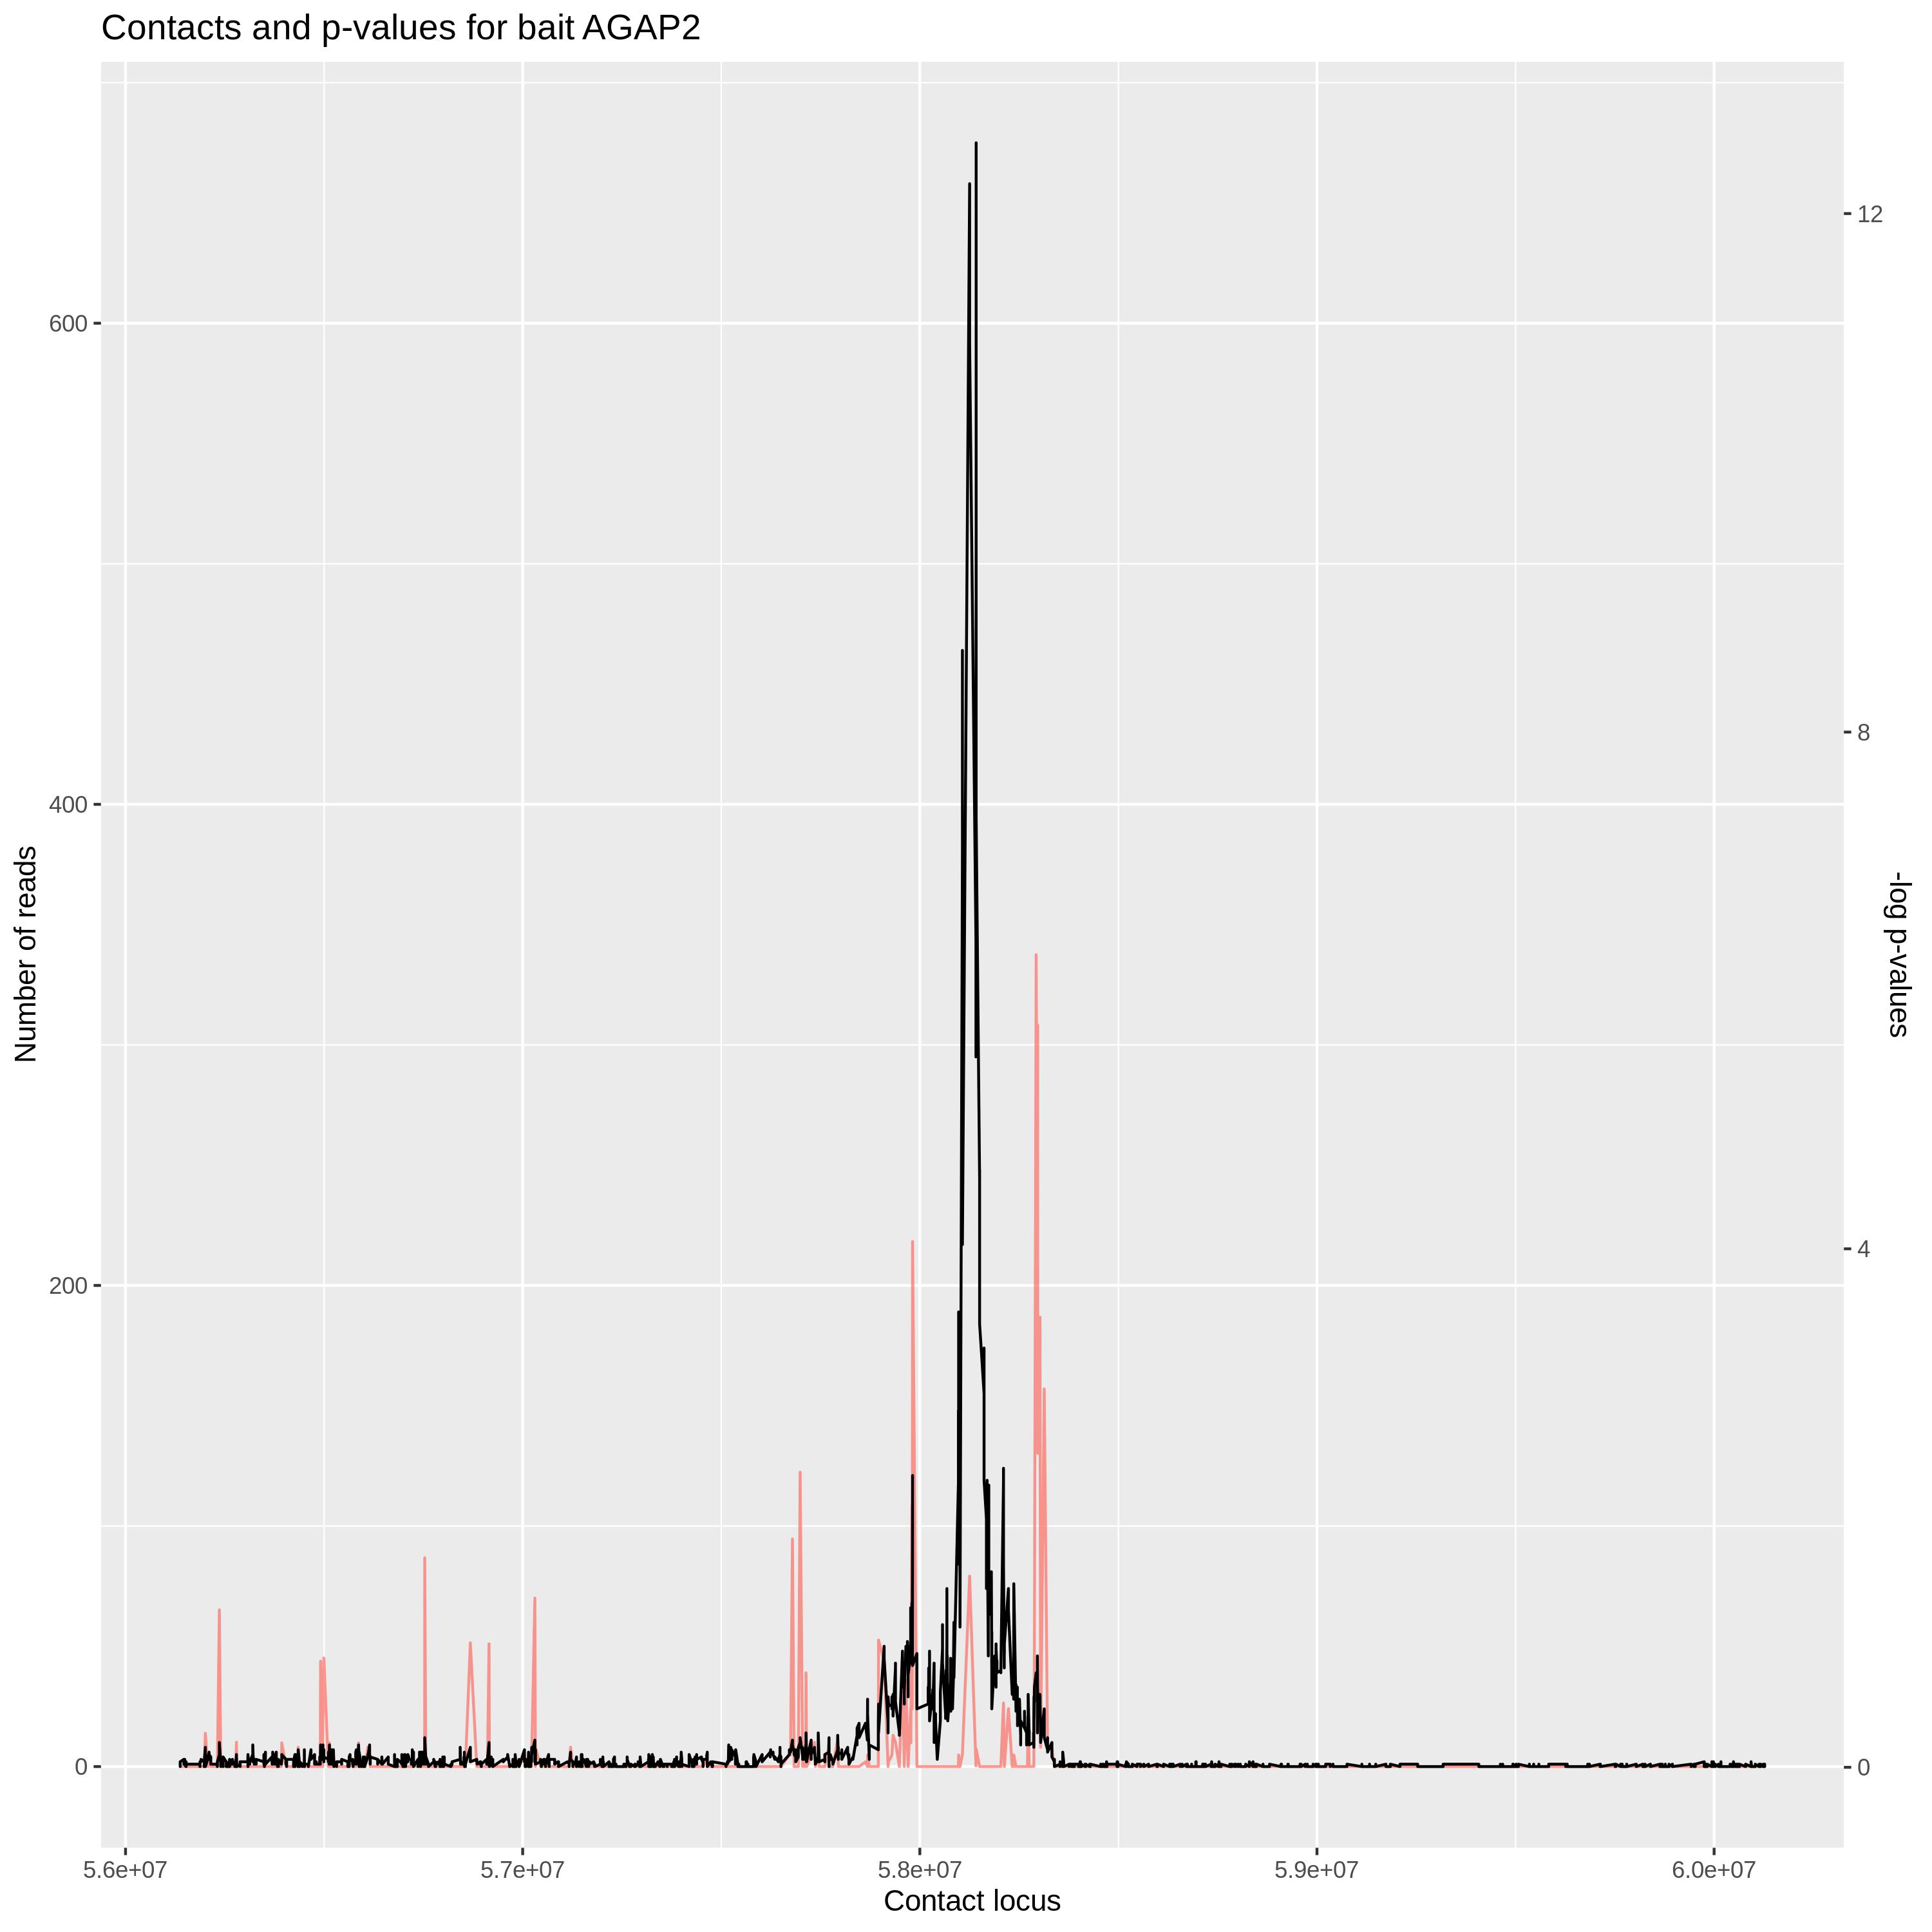 Contacts and p-values for bait AGAP2
Number of reads
600
400
200
0
12
8
4
0
-log p-values
5.6e+07
5.7e+07
5.8e+07
5.9e+07
6.0e+07
Contact locus